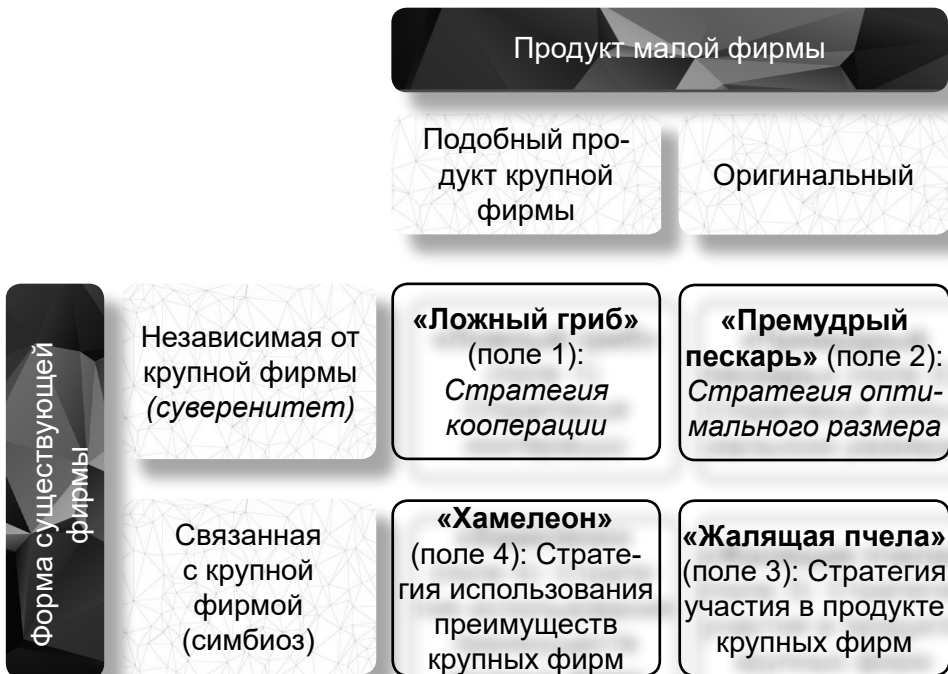 Продукт малой фирмы
Подобный про-
дукт крупной
фирмы
Оригинальный
Форма существующей
фирмы
Независимая от
крупной фирмы
(суверенитет)
«Ложный гриб»
(поле 1):
Стратегия
кооперации
«Премудрый
пескарь» (поле 2):
Стратегия опти-
мального размера
Связанная
с крупной
фирмой
(симбиоз)
«Хамелеон»
(поле 4): Страте-
гия использования
преимуществ
крупных фирм
«Жалящая пчела»
(поле 3): Стратегия
участия в продукте
крупных фирм